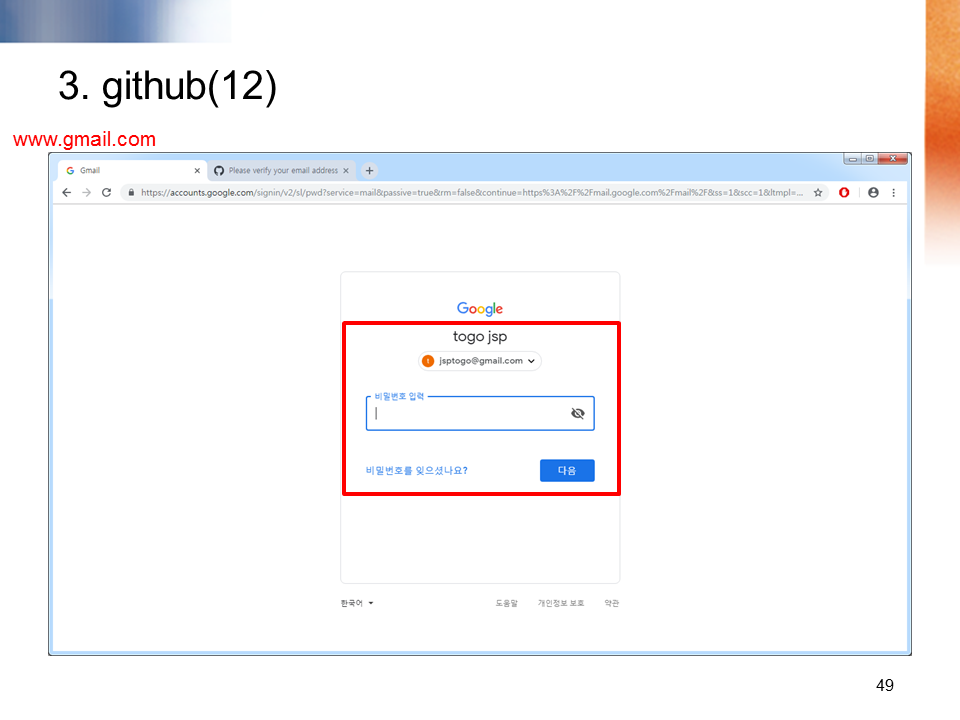 3. github(12)
www.gmail.com
Gmail
Please verify your email address
https://accounts.google.com/signin/v2/sl/pwd?service=mail&passive=true&rm=false&continue=https%3A%2F%2Fmail.google.com%2Fmail%2F&ss=1&scc=1&ltmpl=...
Google
togo jsp
jsptogo@gmail.com
비밀번호 입력
비밀번호를 잊으셨나요?
다음
한국어
도움말 개인정보 보호 약관
49